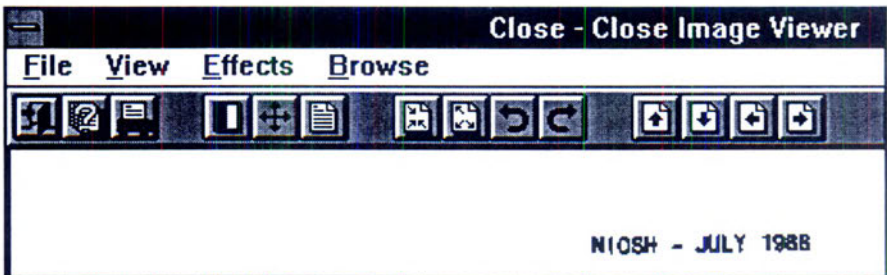 Close - Close Image Viewer
File View Effects Browse
NIOSH - JULY 1988